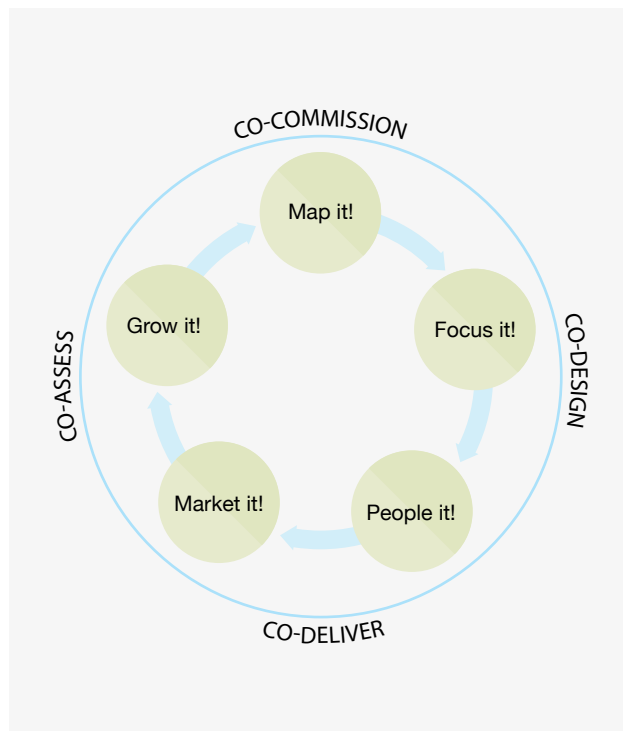 CO-COMMISSION
Map it!
Focus it!
CO-DESIGN
People it!
CO-DELIVER
Market it!
Grow it!
CO-ASSESS